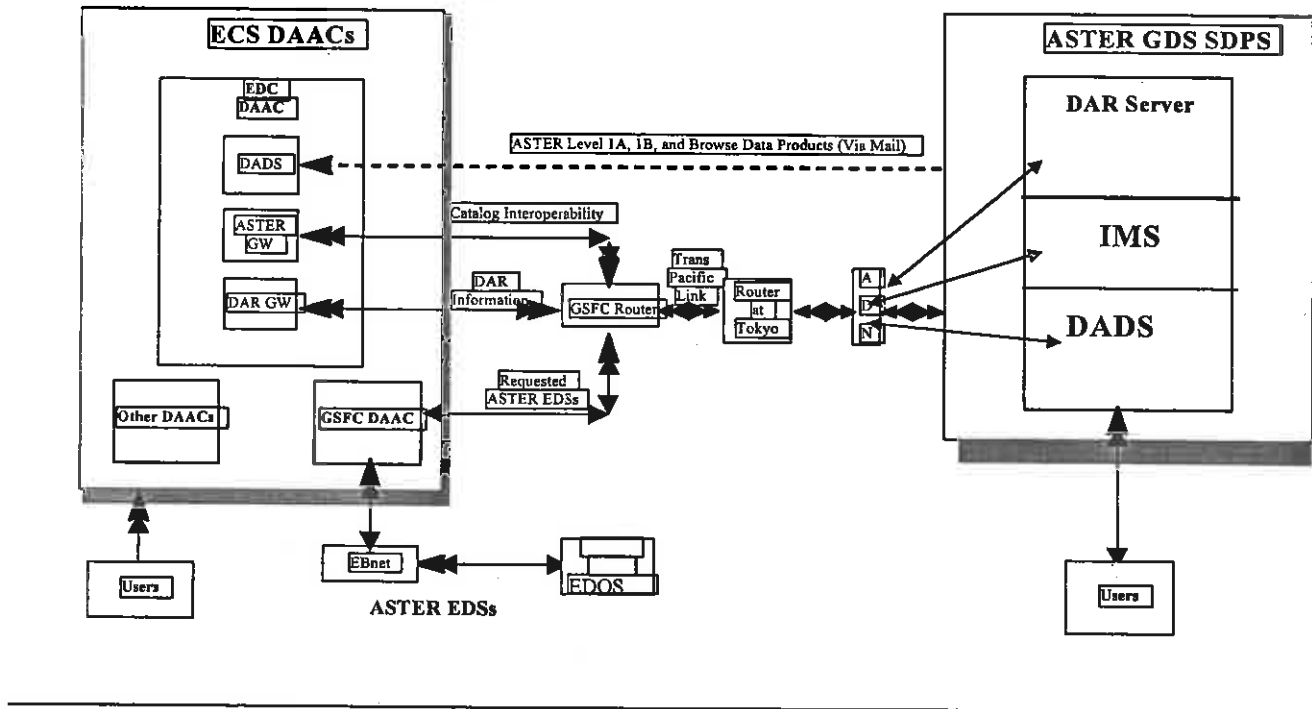 ECS DAACs
ASTER GDS SDPS
EDC
DAAC
DAR Server
ASTER Level 1A, 1B, and Browse Data Products (Via Mail)
DADS
Catalog Interoperability
ASTER
GW
IMS
Trans
Pacific
Link
DAR
Information
DAR GW
GSFC Router
Router
at
Tokyo
A
D
N
DADS
Requested
ASTER EDSs
Other DAACs
GSFC DAAC
EBnet
EDOS
Users
Users
ASTER EDSs